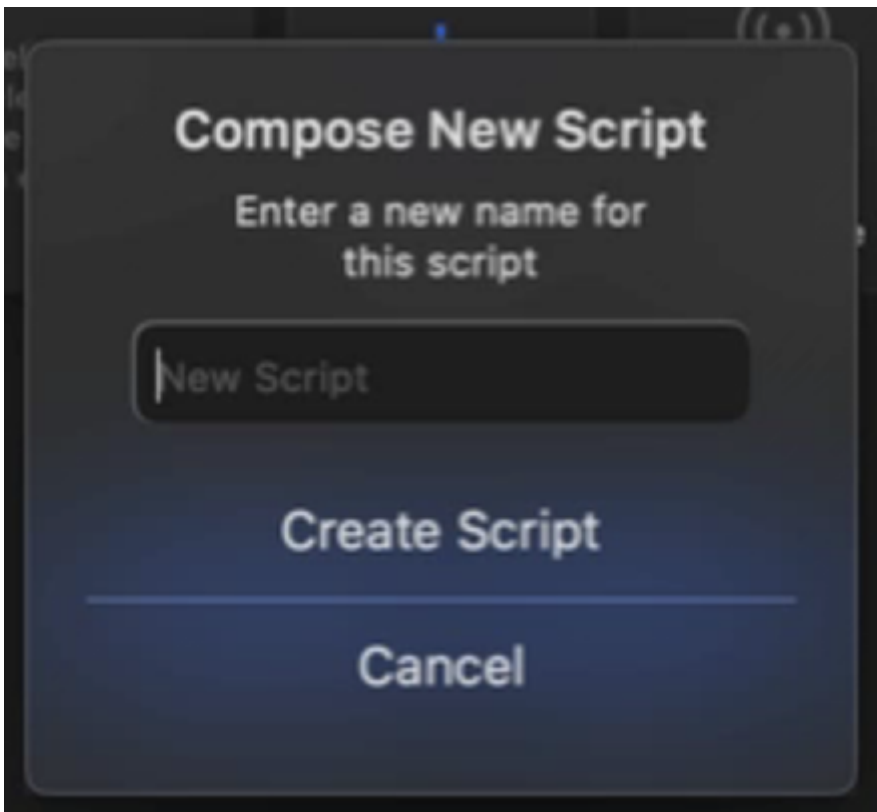 Compose New Script
Enter a new name for
this script
New Script
Create Script
Cancel